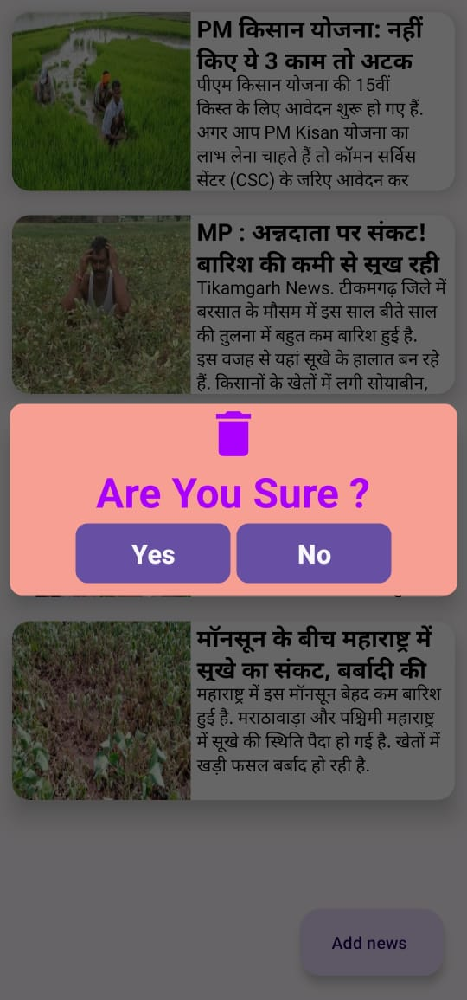 PM किसान योजना: नहीं
किए ये 3 काम तो अटक
पीएम किसान योजना की 15वीं
किस्त के लिए आवेदन शुरू हो गए हैं.
अगर आप PM Kisan योजना का
लाभ लेना चाहते हैं तो कॉमन सर्विस
सेंटर (CSC) के जरिए आवेदन कर
MP : अन्नदाता पर संकट!
बारिश की कमी से सूख रही
Tikamgarh News. टीकमगढ़ जिले में
बरसात के मौसम में इस साल बीते साल
की तुलना में बहुत कम बारिश हुई है.
इस वजह से यहां सूखे के हालात बन रहे
हैं. किसानों के खेतों में लगी सोयाबीन,
Are You Sure ?
Yes
No
मॉनसून के बीच महाराष्ट्र में
सूखे का संकट, बर्बादी की
महाराष्ट्र में इस मॉनसून बेहद कम बारिश
हुई है. मराठावाड़ा और पश्चिमी महाराष्ट्र
में सूखे की स्थिति पैदा हो गई है. खेतों में
खड़ी फसल बर्बाद हो रही है.
Add news